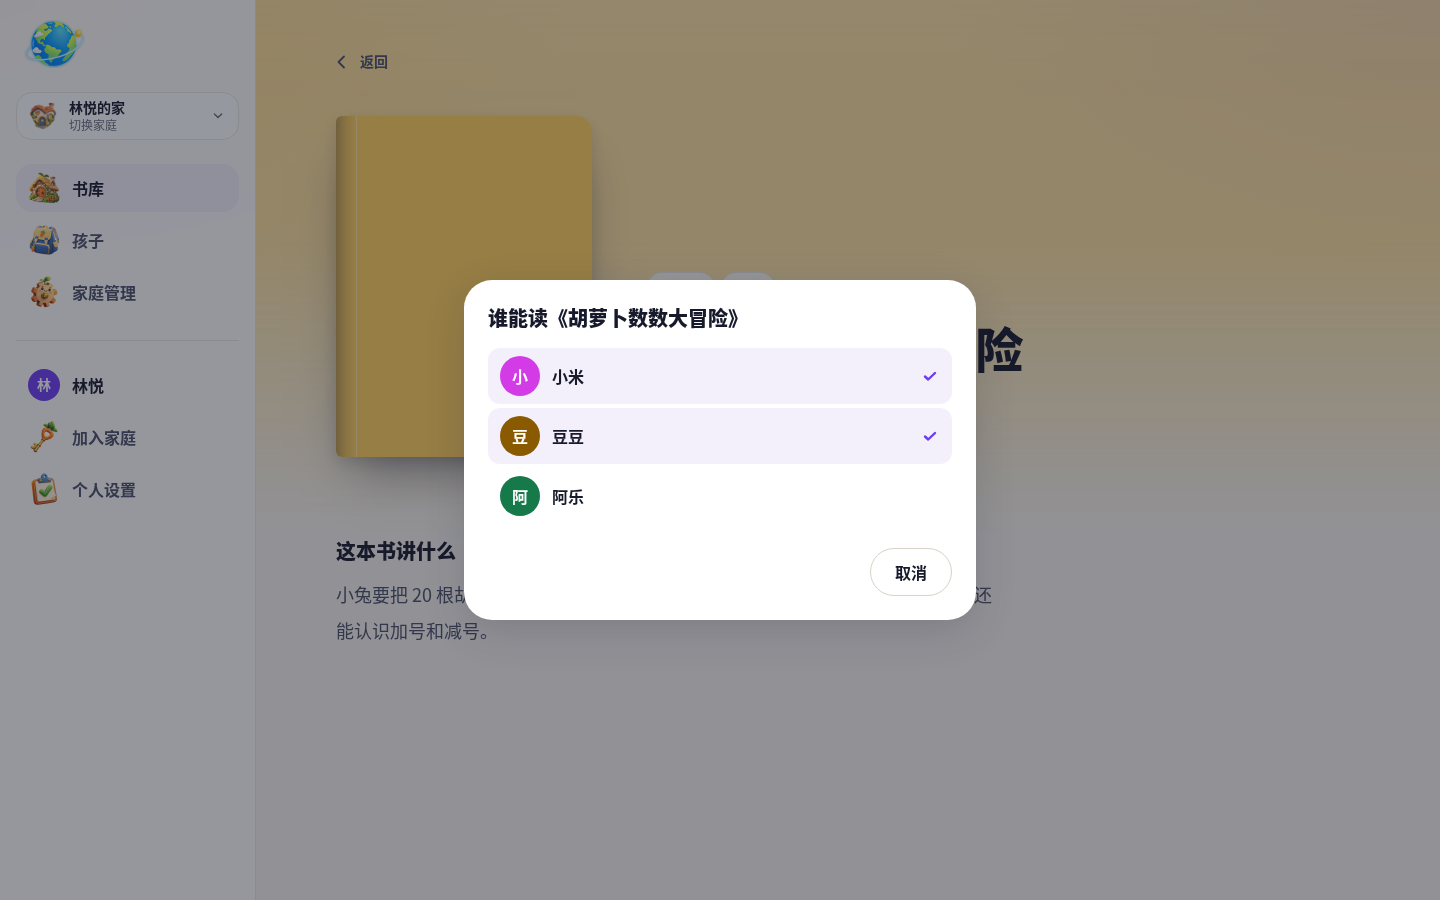 林悦的家
切换家庭
书库
孩子
家庭管理
林
林悦
加入家庭
个人设置
返回
险
谁能读《胡萝卜数数大冒险》
小
小米
豆
豆豆
阿
阿乐
取消
这本书讲什么
小兔要把 20 根
还
能认识加号和减号。